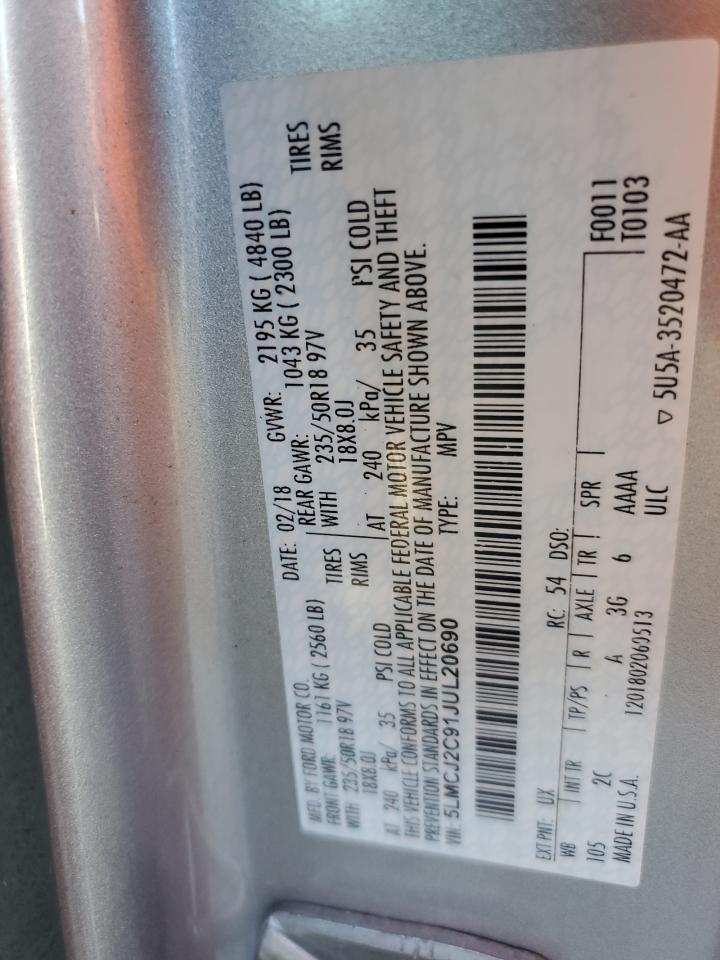 MFD. BY FORD MOTOR CO. DATE: 02/18 GVWR: 2195 KG ( 4840 LB)
FRONT GAWR: 1161 KG ( 2560 LB) REAR GAWR: 1043 KG ( 2300 LB)
WITH 235/50R18 97V TIRES WITH 235/50R18 97V TIRES
18X8.0J RIMS 18X8.0J RIMS
AT 240 kPa/ 35 PSI COLD AT 240 kPa/ 35 PSI COLD
THIS VEHICLE CONFORMS TO ALL APPLICABLE FEDERAL MOTOR VEHICLE SAFETY AND THEFT
PREVENTION STANDARDS IN EFFECT ON THE DATE OF MANUFACTURE SHOWN ABOVE.
VIN: 5LMCJ2C91JUL20690 TYPE: MPV
EXT PNT: UX RC: 54 DSO:
WB INT TR TP/PS R AXLE TR SPR F0011
105 2C A 3G 6 AAAA T0103
MADE IN U.S.A. 1201802060513 ULC
▽ 5U5A-3520472-AA